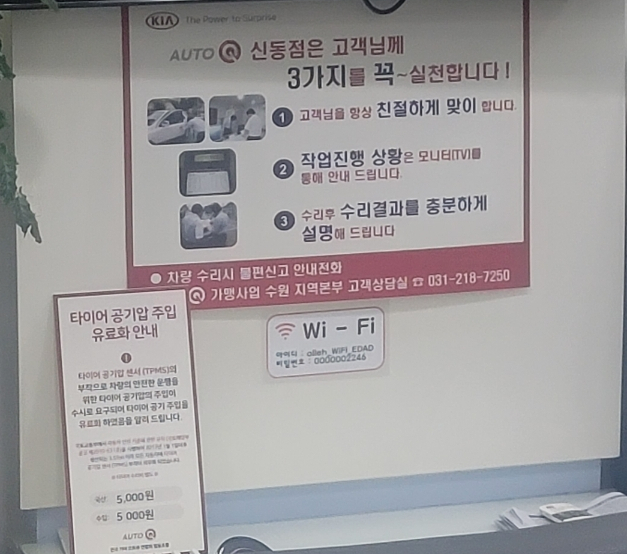 KIA The Power to Surprise
AUTO Q 신동점은 고객님께
3가지를 꼭~실천합니다!
1 고객님을 항상 친절하게 맞이 합니다.
2 작업진행 상황은 모니터(TV)를
통해 안내 드립니다.
3 수리후 수리결과를 충분하게
설명해 드립니다
● 차량 수리시 불편신고 안내전화
Q 가맹사업 수원 지역본부 고객상담실 ☎ 031-218-7250
Wi - Fi
아이디 : olleh_WiFi_EDAD
비밀번호 : 0000002246
타이어 공기압 주입
유료화 안내
타이어 공기압 센서 (TPMS)의
부착으로 차량의 안전한 운행을
위한 타이어 공기압의 주입이
수시로 요구되어 타이어 공기 주입을
유료화 하였음을 알려 드립니다.
국산: 5,000원
수입: 5,000원
AUTO Q